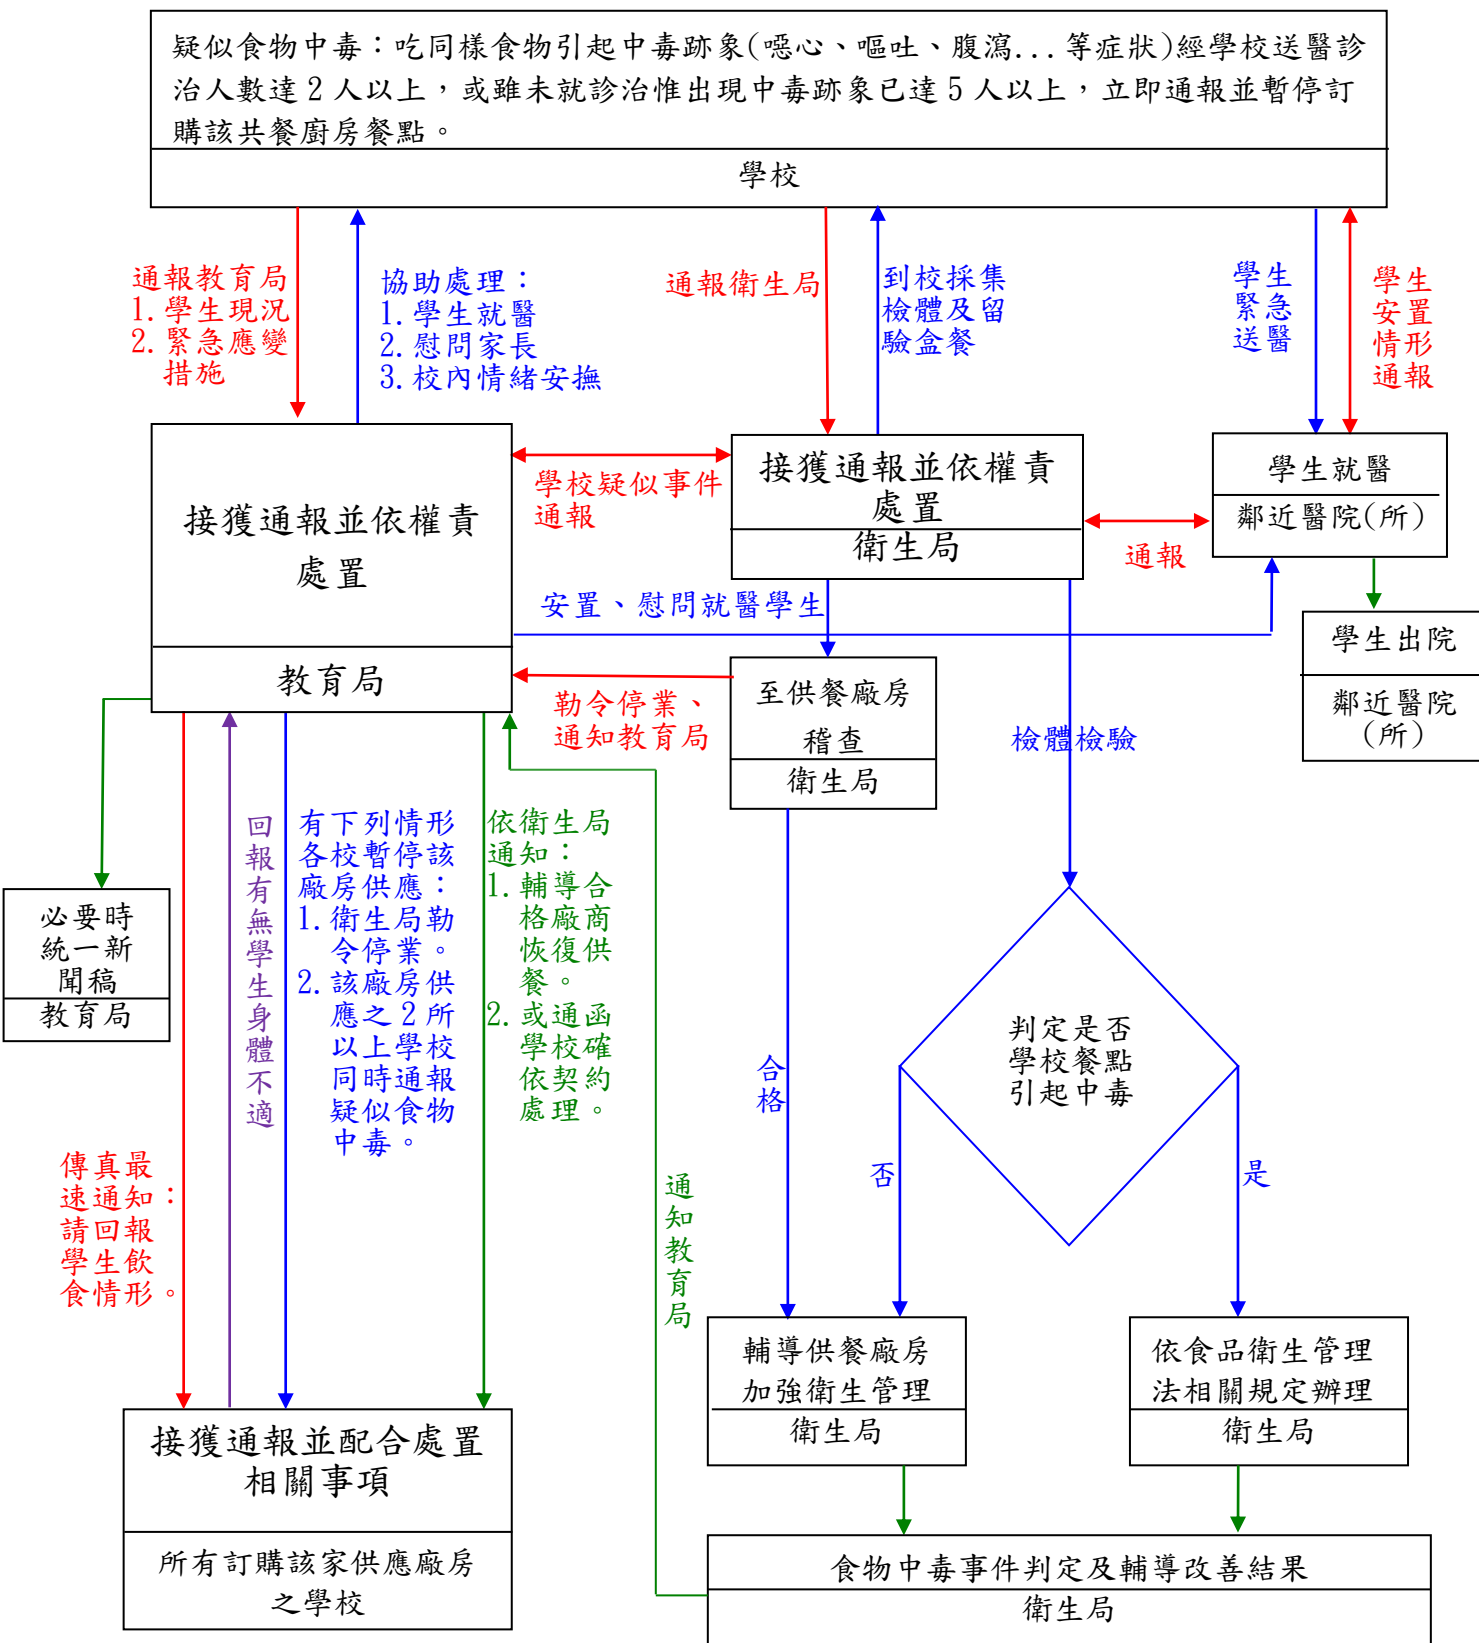 疑似食物中毒：吃同樣食物引起中毒跡象(噁心、嘔吐、腹瀉...等症狀)經學校送醫診
治人數達2人以上，或雖未就診治惟出現中毒跡象已達5人以上，立即通報並暫停訂
購該共餐廚房餐點。
學校
通報教育局
1.學生現況
2.緊急應變
措施
協助處理：
1.學生就醫
2.慰問家長
3.校內情緒安撫
通報衛生局
到校採集
檢體及留
驗盒餐
學生
緊急
送醫
學生
安置
情形
通報
接獲通報並依權責
處置
教育局
學校疑似事件
通報
接獲通報並依權責
處置
衛生局
通報
學生就醫
鄰近醫院(所)
安置、慰問就醫學生
學生出院
鄰近醫院
(所)
勒令停業、
通知教育局
至供餐廠房
稽查
衛生局
檢體檢驗
必要時
統一新
聞稿
教育局
回報有無學生身體不適
有下列情形
各校暫停該
廠房供應：
1.衛生局勒
令停業。
2.該廠房供
應之2所
以上學校
同時通報
疑似食物
中毒。
依衛生局
通知：
1.輔導合
格廠商
恢復供
餐。
2.或通函
學校確
依契約
處理。
傳真最
速通知：
請回報
學生飲
食情形。
通知教育局
合格
判定是否
學校餐點
引起中毒
否
是
輔導供餐廠房
加強衛生管理
衛生局
依食品衛生管理
法相關規定辦理
衛生局
接獲通報並配合處置
相關事項
所有訂購該家供應廠房
之學校
食物中毒事件判定及輔導改善結果
衛生局